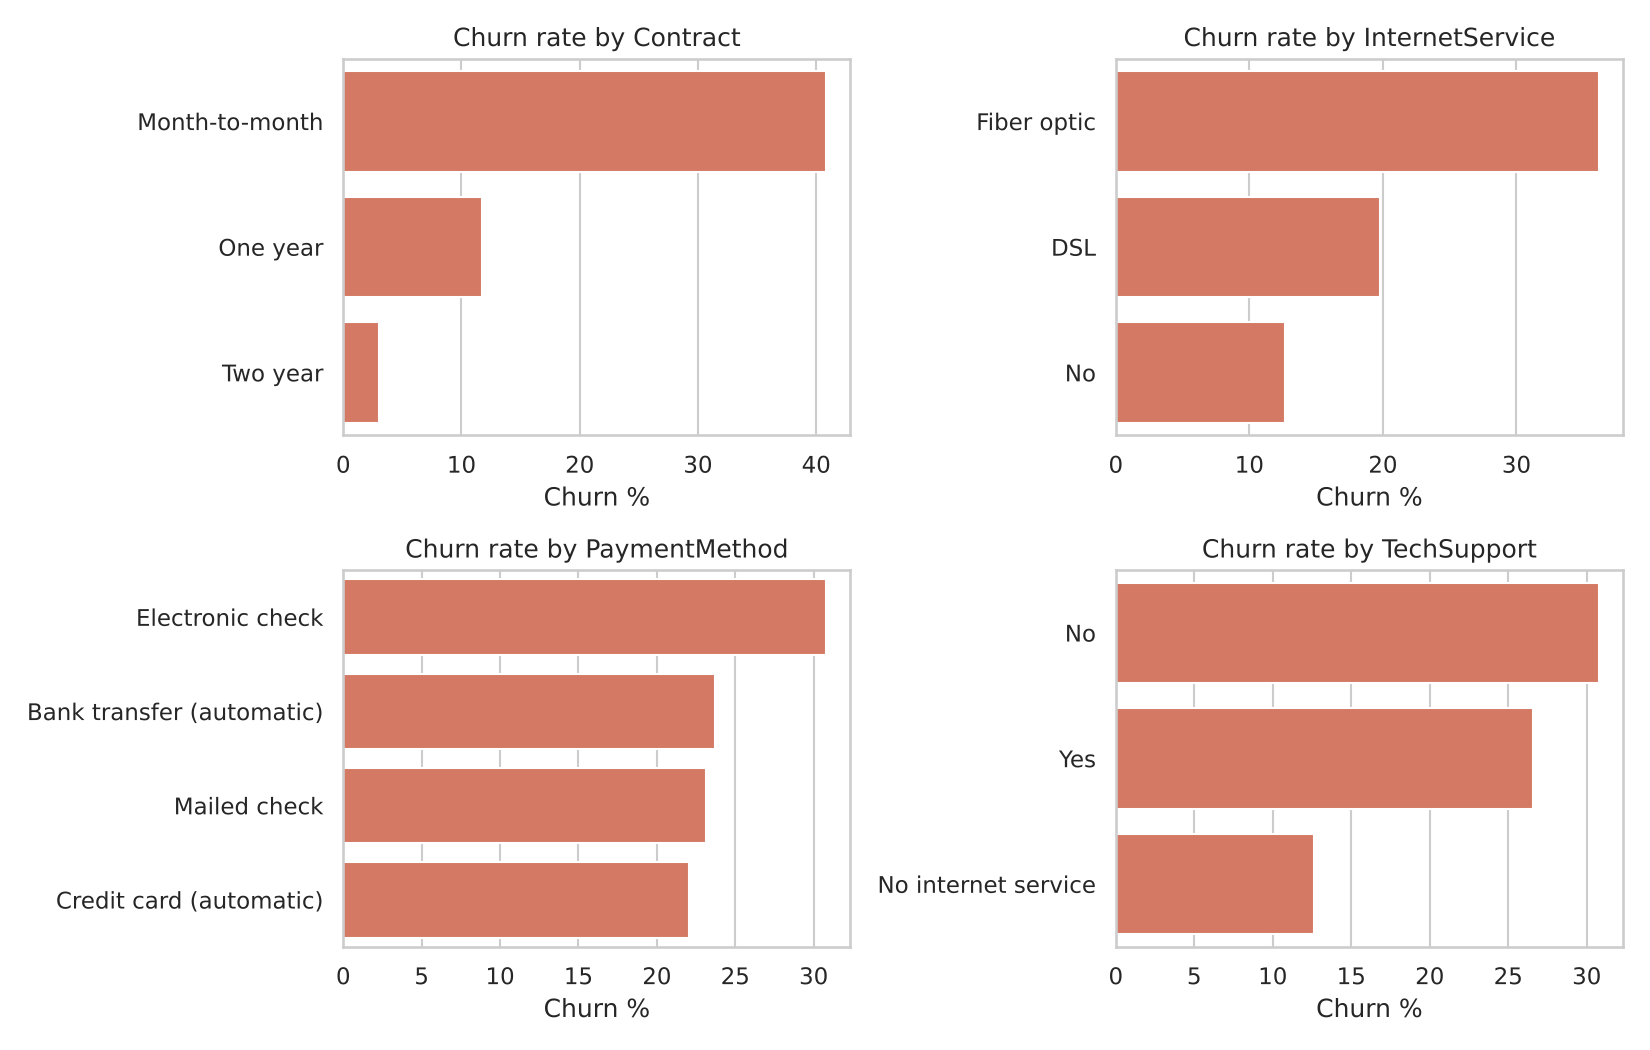 Churn rate by Contract
Month-to-month
One year
Two year
0 10 20 30 40
Churn %
Churn rate by InternetService
Fiber optic
DSL
No
0 10 20 30
Churn %
Churn rate by PaymentMethod
Electronic check
Bank transfer (automatic)
Mailed check
Credit card (automatic)
0 5 10 15 20 25 30
Churn %
Churn rate by TechSupport
No
Yes
No internet service
0 5 10 15 20 25 30
Churn %